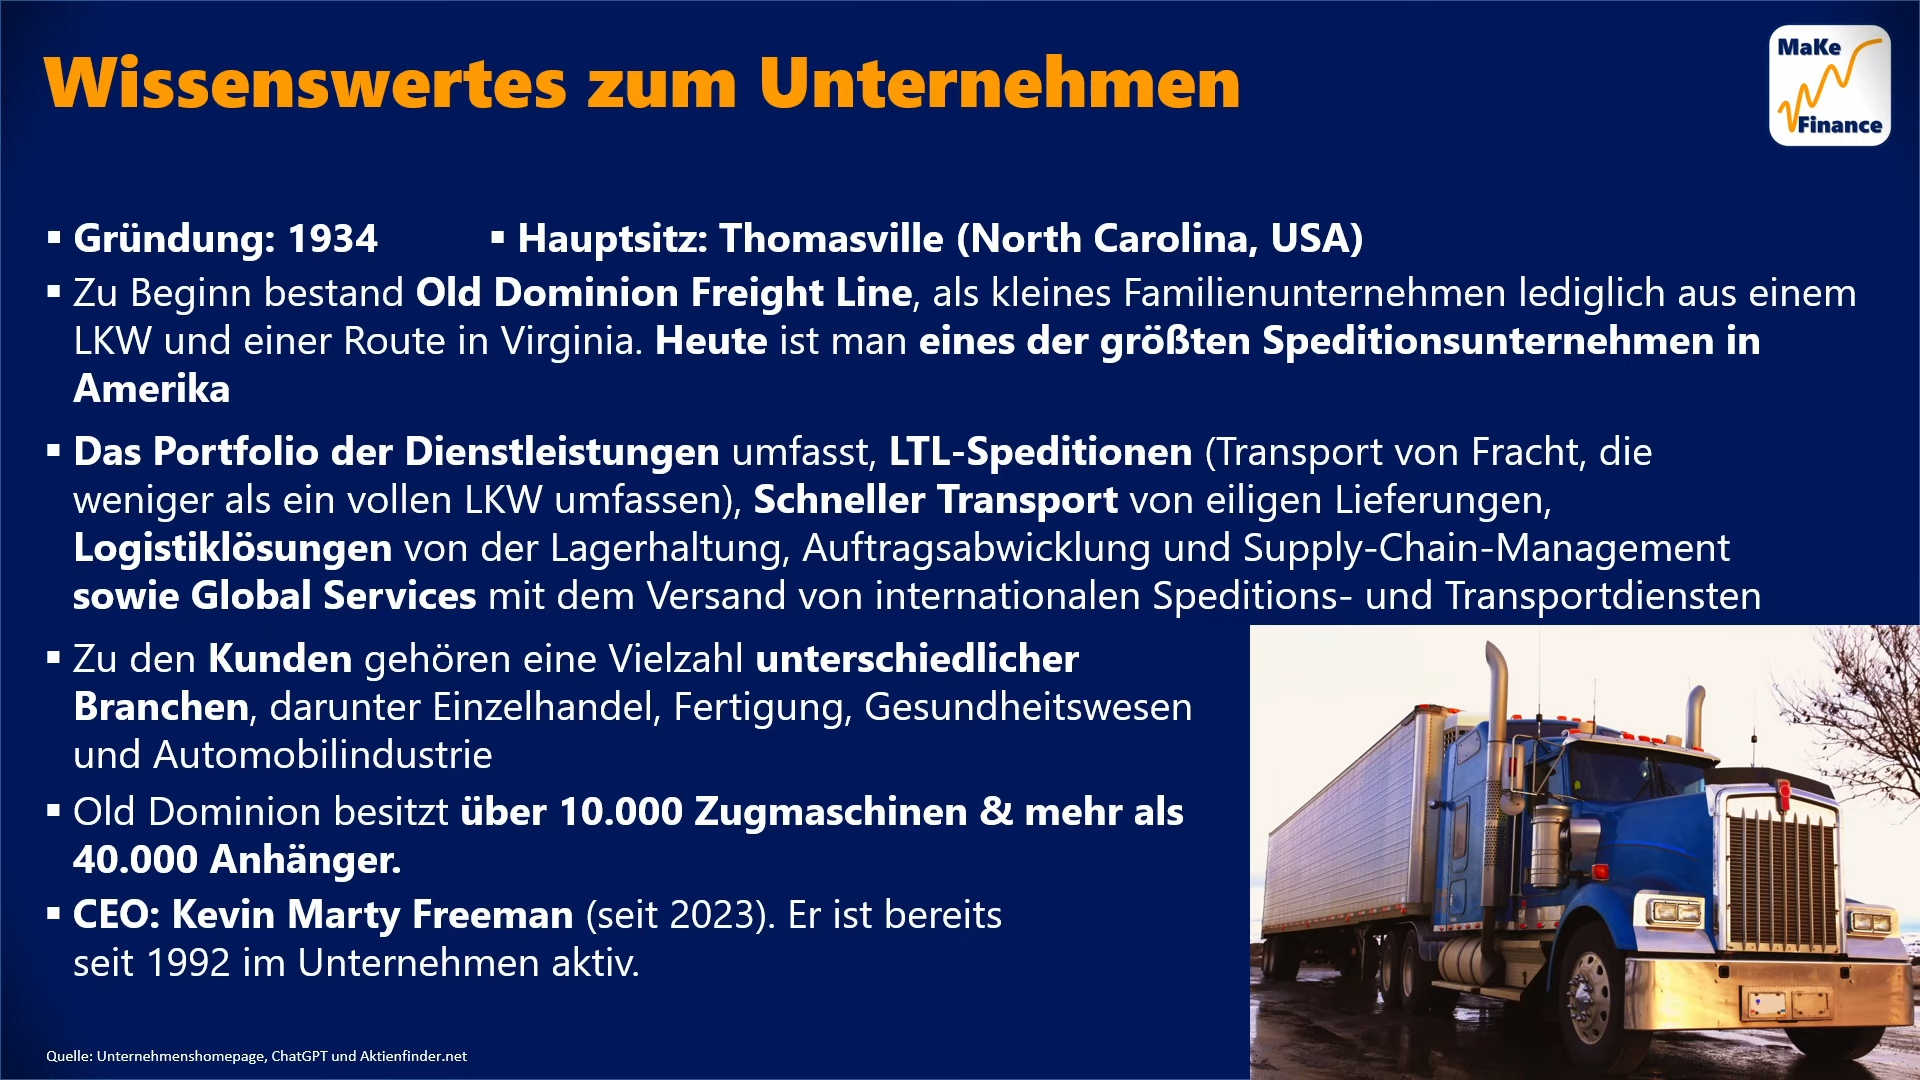 Wissenswertes zum Unternehmen
MaKe
Finance
▪ Gründung: 1934 ▪ Hauptsitz: Thomasville (North Carolina, USA)
▪ Zu Beginn bestand Old Dominion Freight Line, als kleines Familienunternehmen lediglich aus einem
LKW und einer Route in Virginia. Heute ist man eines der größten Speditionsunternehmen in
Amerika
▪ Das Portfolio der Dienstleistungen umfasst, LTL-Speditionen (Transport von Fracht, die
weniger als ein vollen LKW umfassen), Schneller Transport von eiligen Lieferungen,
Logistiklösungen von der Lagerhaltung, Auftragsabwicklung und Supply-Chain-Management
sowie Global Services mit dem Versand von internationalen Speditions- und Transportdiensten
▪ Zu den Kunden gehören eine Vielzahl unterschiedlicher
Branchen, darunter Einzelhandel, Fertigung, Gesundheitswesen
und Automobilindustrie
▪ Old Dominion besitzt über 10.000 Zugmaschinen & mehr als
40.000 Anhänger.
▪ CEO: Kevin Marty Freeman (seit 2023). Er ist bereits
seit 1992 im Unternehmen aktiv.
Quelle: Unternehmenshomepage, ChatGPT und Aktienfinder.net